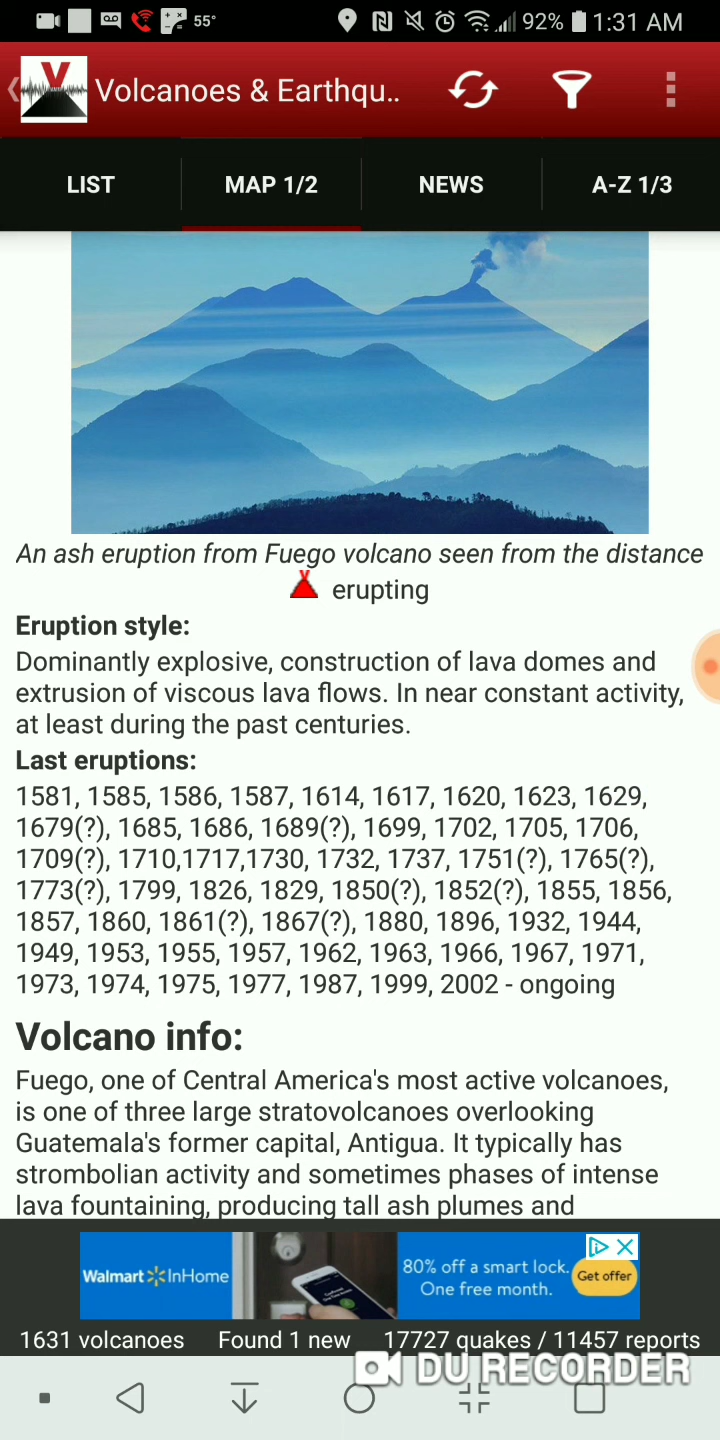 55° 92% 1:31 AM
V Volcanoes & Earthqu..
LIST MAP 1/2 NEWS A-Z 1/3
An ash eruption from Fuego volcano seen from the distance
erupting
Eruption style:
Dominantly explosive, construction of lava domes and
extrusion of viscous lava flows. In near constant activity,
at least during the past centuries.
Last eruptions:
1581, 1585, 1586, 1587, 1614, 1617, 1620, 1623, 1629,
1679(?), 1685, 1686, 1689(?), 1699, 1702, 1705, 1706,
1709(?), 1710,1717,1730, 1732, 1737, 1751(?), 1765(?),
1773(?), 1799, 1826, 1829, 1850(?), 1852(?), 1855, 1856,
1857, 1860, 1861(?), 1867(?), 1880, 1896, 1932, 1944,
1949, 1953, 1955, 1957, 1962, 1963, 1966, 1967, 1971,
1973, 1974, 1975, 1977, 1987, 1999, 2002 - ongoing
Volcano info:
Fuego, one of Central America's most active volcanoes,
is one of three large stratovolcanoes overlooking
Guatemala's former capital, Antigua. It typically has
strombolian activity and sometimes phases of intense
lava fountaining, producing tall ash plumes and
Walmart InHome
80% off a smart lock.
One free month.
Get offer
1631 volcanoes Found 1 new 17727 quakes / 11457 reports
DU RECORDER